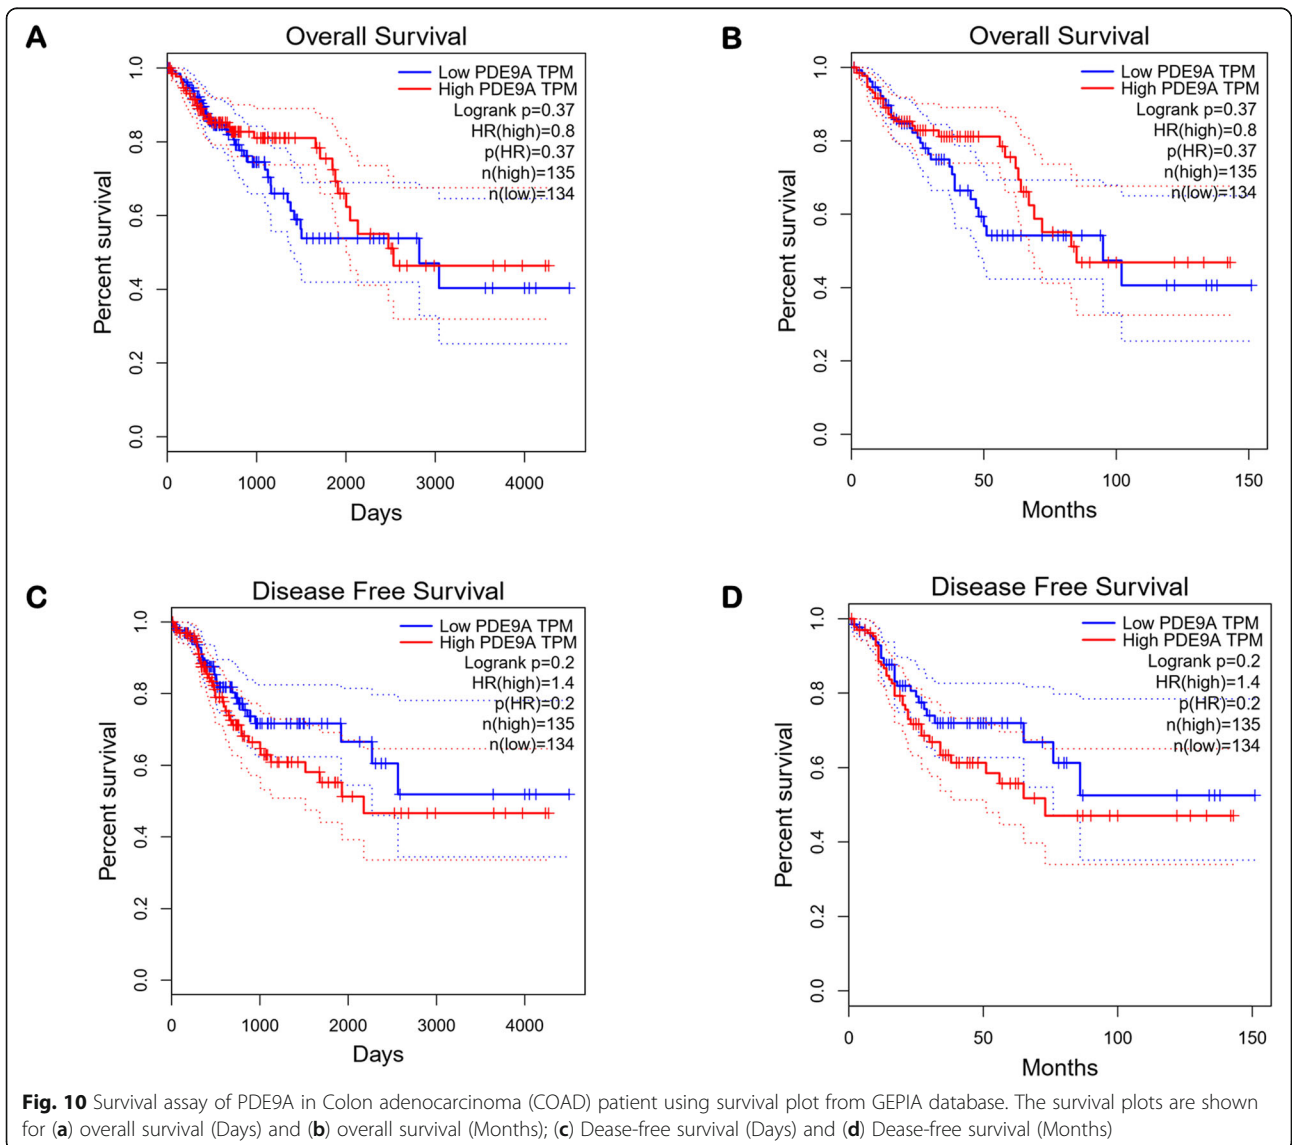 A
Overall Survival
Low PDE9A TPM
High PDE9A TPM
Logrank p=0.37
HR(high)=0.8
p(HR)=0.37
n(high)=135
n(low)=134
Percent survival
1.0
0.8
0.6
0.4
0.2
0.0
0 1000 2000 3000 4000
Days
B
Overall Survival
Low PDE9A TPM
High PDE9A TPM
Logrank p=0.37
HR(high)=0.8
p(HR)=0.37
n(high)=135
n(low)=134
Percent survival
1.0
0.8
0.6
0.4
0.2
0.0
0 50 100 150
Months
C
Disease Free Survival
Low PDE9A TPM
High PDE9A TPM
Logrank p=0.2
HR(high)=1.4
p(HR)=0.2
n(high)=135
n(low)=134
Percent survival
1.0
0.8
0.6
0.4
0.2
0.0
0 1000 2000 3000 4000
Days
D
Disease Free Survival
Low PDE9A TPM
High PDE9A TPM
Logrank p=0.2
HR(high)=1.4
p(HR)=0.2
n(high)=135
n(low)=134
Percent survival
1.0
0.8
0.6
0.4
0.2
0.0
0 50 100 150
Months
Fig. 10 Survival assay of PDE9A in Colon adenocarcinoma (COAD) patient using survival plot from GEPIA database. The survival plots are shown
for (a) overall survival (Days) and (b) overall survival (Months); (c) Dease-free survival (Days) and (d) Dease-free survival (Months)